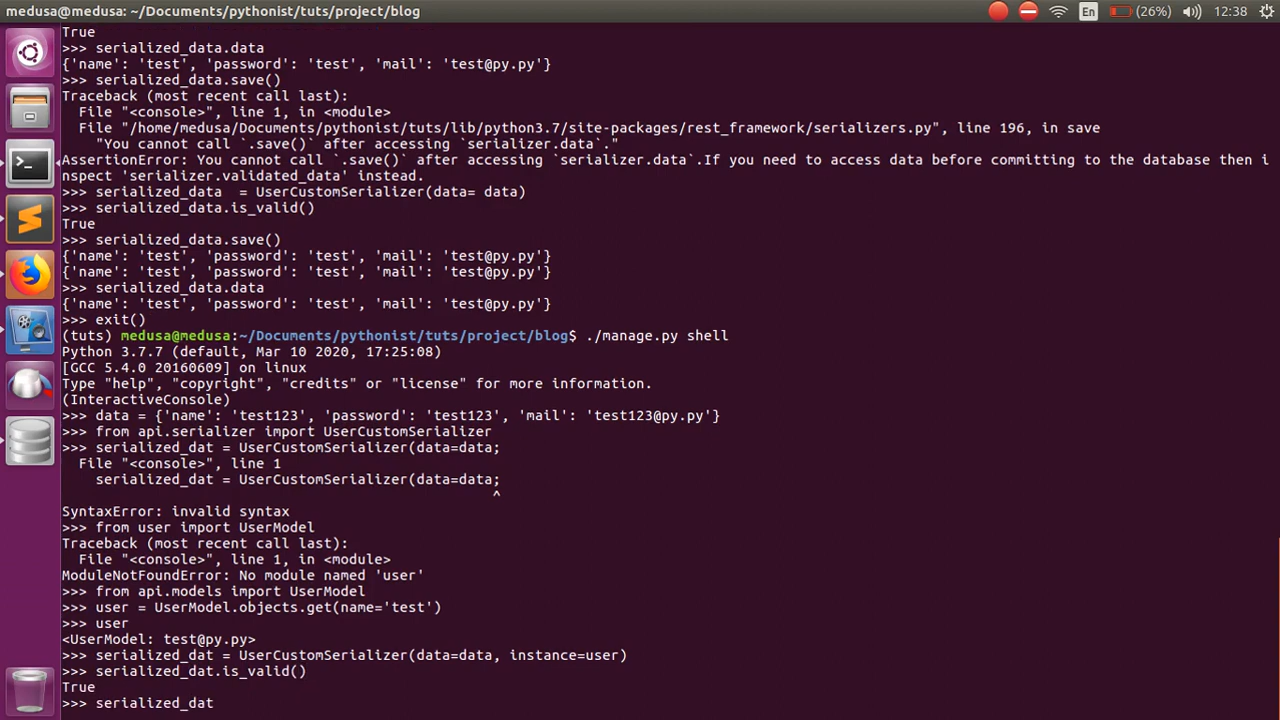 medusa@medusa: ~/Documents/pythonist/tuts/project/blog
En (26%) 12:38
True
>>> serialized_data.data
{'name': 'test', 'password': 'test', 'mail': 'test@py.py'}
>>> serialized_data.save()
Traceback (most recent call last):
  File "<console>", line 1, in <module>
  File "/home/medusa/Documents/pythonist/tuts/lib/python3.7/site-packages/rest_framework/serializers.py", line 196, in save
    "You cannot call `.save()` after accessing `serializer.data`."
AssertionError: You cannot call `.save()` after accessing `serializer.data`.If you need to access data before committing to the database then i
nspect 'serializer.validated_data' instead.
>>> serialized_data  = UserCustomSerializer(data= data)
>>> serialized_data.is_valid()
True
>>> serialized_data.save()
{'name': 'test', 'password': 'test', 'mail': 'test@py.py'}
{'name': 'test', 'password': 'test', 'mail': 'test@py.py'}
>>> serialized_data.data
{'name': 'test', 'password': 'test', 'mail': 'test@py.py'}
>>> exit()
(tuts) medusa@medusa:~/Documents/pythonist/tuts/project/blog$ ./manage.py shell
Python 3.7.7 (default, Mar 10 2020, 17:25:08)
[GCC 5.4.0 20160609] on linux
Type "help", "copyright", "credits" or "license" for more information.
(InteractiveConsole)
>>> data = {'name': 'test123', 'password': 'test123', 'mail': 'test123@py.py'}
>>> from api.serializer import UserCustomSerializer
>>> serialized_dat = UserCustomSerializer(data=data;
  File "<console>", line 1
    serialized_dat = UserCustomSerializer(data=data;
                                                   ^
SyntaxError: invalid syntax
>>> from user import UserModel
Traceback (most recent call last):
  File "<console>", line 1, in <module>
ModuleNotFoundError: No module named 'user'
>>> from api.models import UserModel
>>> user = UserModel.objects.get(name='test')
>>> user
<UserModel: test@py.py>
>>> serialized_dat = UserCustomSerializer(data=data, instance=user)
>>> serialized_dat.is_valid()
True
>>> serialized_dat